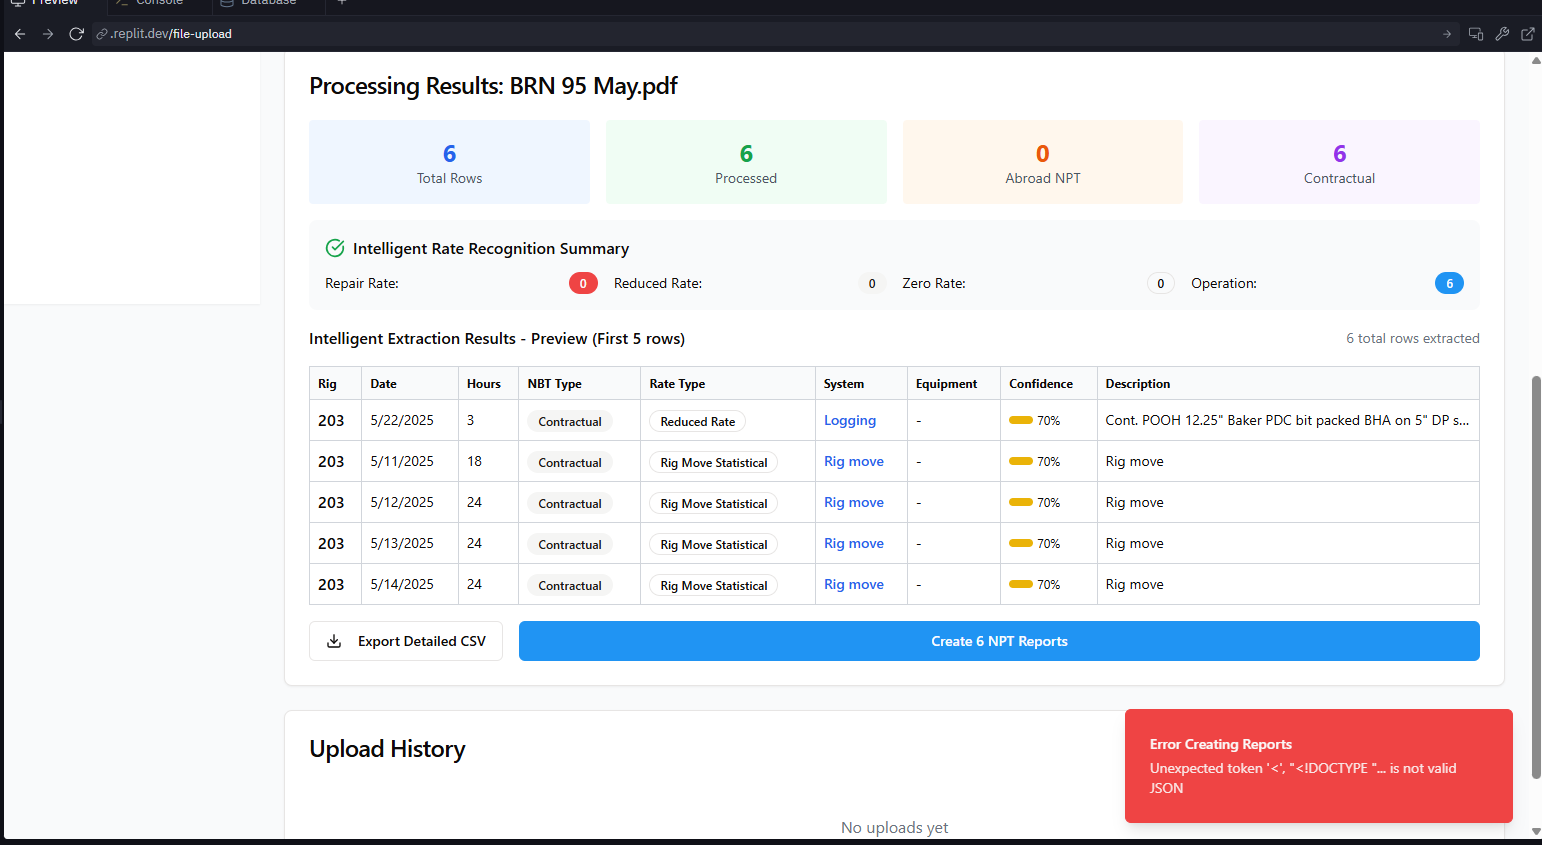 Preview
Console
Database
.replit.dev/file-upload
Processing Results: BRN 95 May.pdf
6
Total Rows
6
Processed
0
Abroad NPT
6
Contractual
Intelligent Rate Recognition Summary
Repair Rate: 0 Reduced Rate: 0 Zero Rate: 0 Operation: 6
Intelligent Extraction Results - Preview (First 5 rows)
6 total rows extracted
Rig Date Hours NBT Type Rate Type System Equipment Confidence Description
203 5/22/2025 3 Contractual Reduced Rate Logging - 70% Cont. POOH 12.25" Baker PDC bit packed BHA on 5" DP s...
203 5/11/2025 18 Contractual Rig Move Statistical Rig move - 70% Rig move
203 5/12/2025 24 Contractual Rig Move Statistical Rig move - 70% Rig move
203 5/13/2025 24 Contractual Rig Move Statistical Rig move - 70% Rig move
203 5/14/2025 24 Contractual Rig Move Statistical Rig move - 70% Rig move
Export Detailed CSV
Create 6 NPT Reports
Upload History
No uploads yet
Error Creating Reports
Unexpected token '<', "<!DOCTYPE "... is not valid
JSON